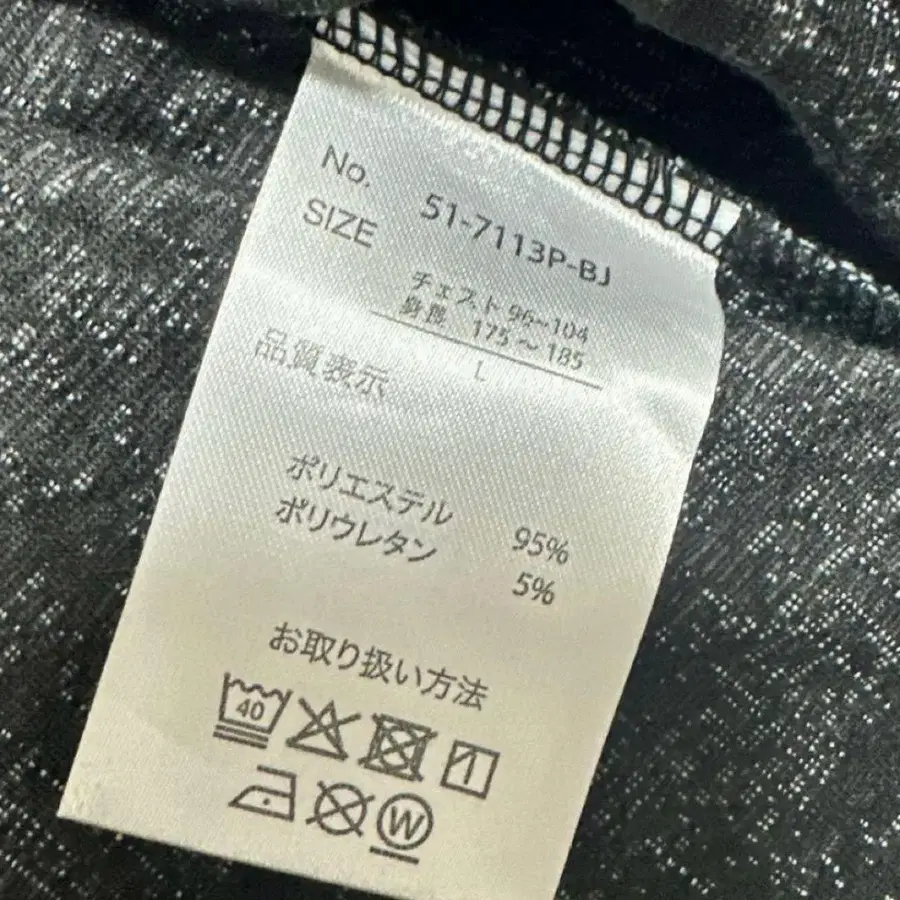 No. 51-7113P-BJ
SIZE
チェスト 96~104
身長 175～185
L
品質表示
ポリエステル 95%
ポリウレタン 5%
お取り扱い方法
40
W